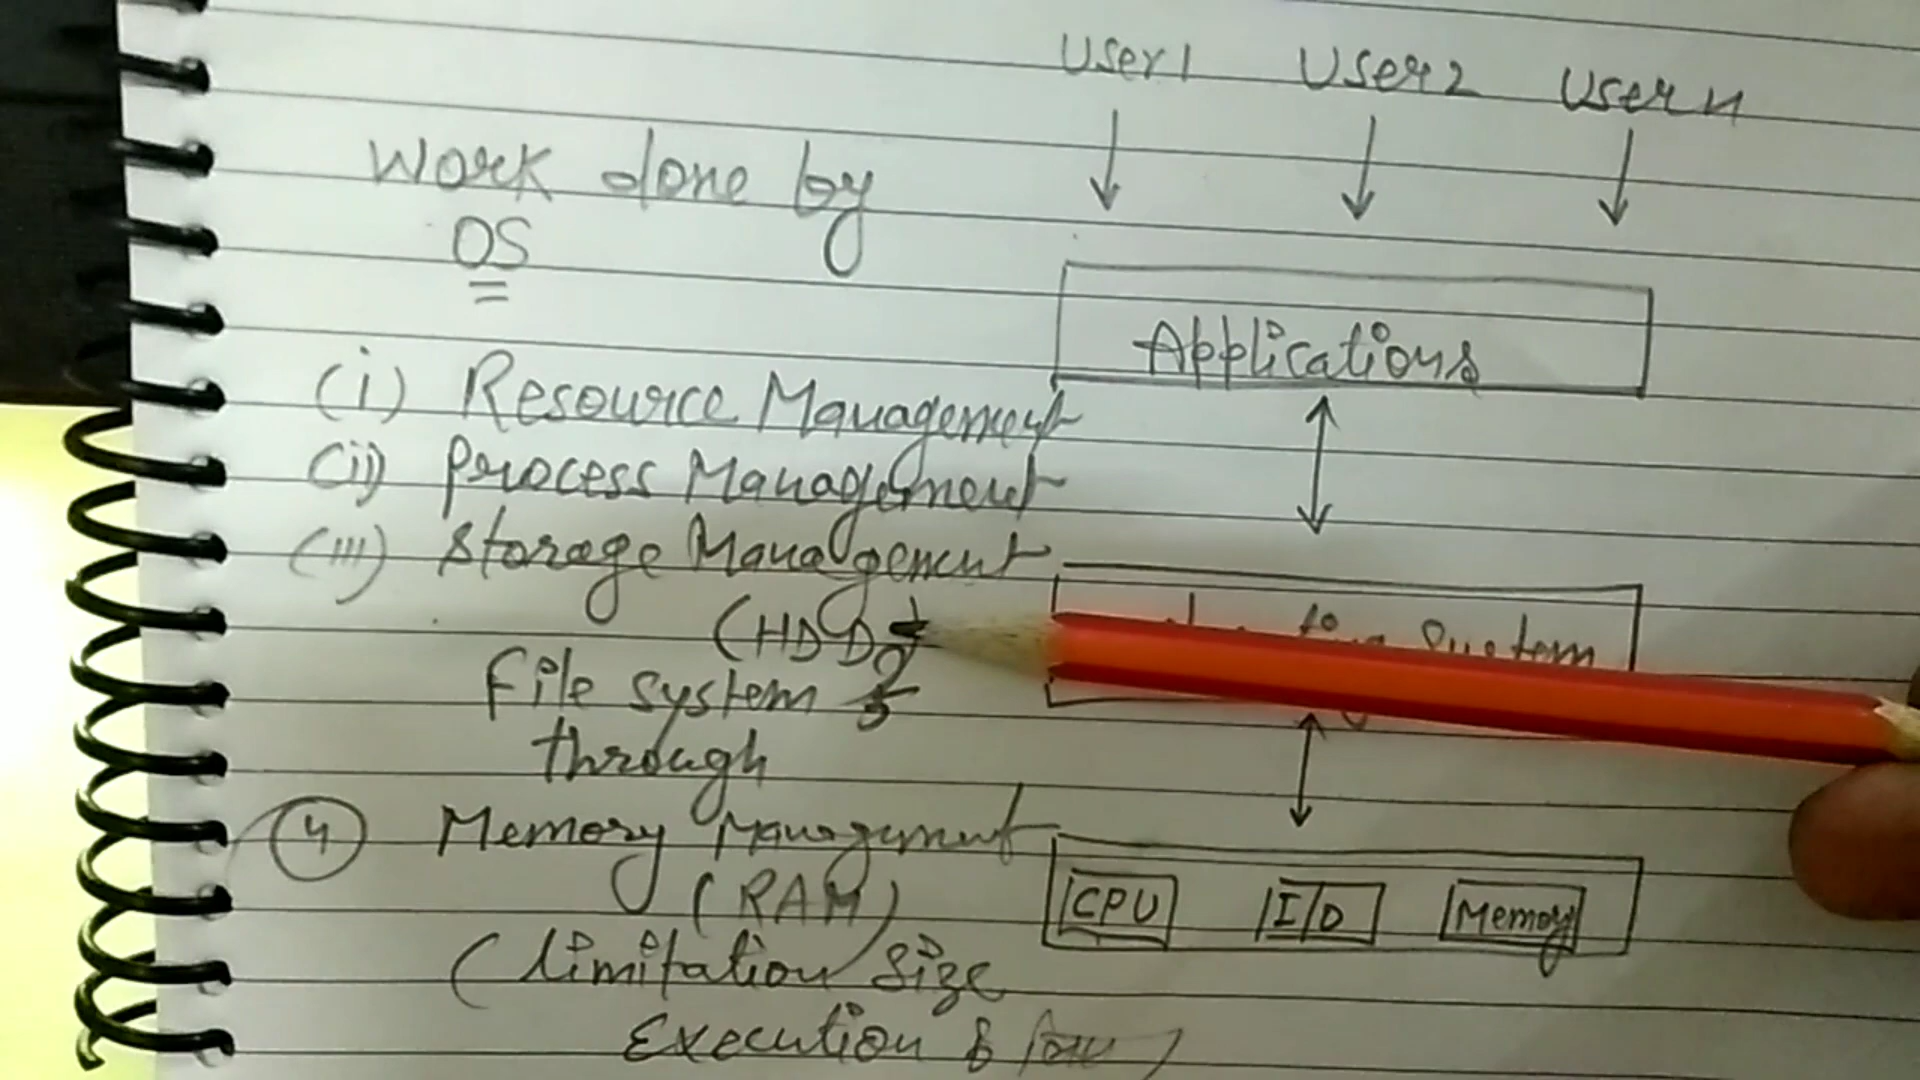 User1 User2 User n
Work done by
OS
Applications
(i) Resource Management
(ii) Process Management
(iii) Storage Management
(HDD)
System
File system
through
4 Memory Management
(RAM)
CPU I/O Memory
(limitation size
Execution &